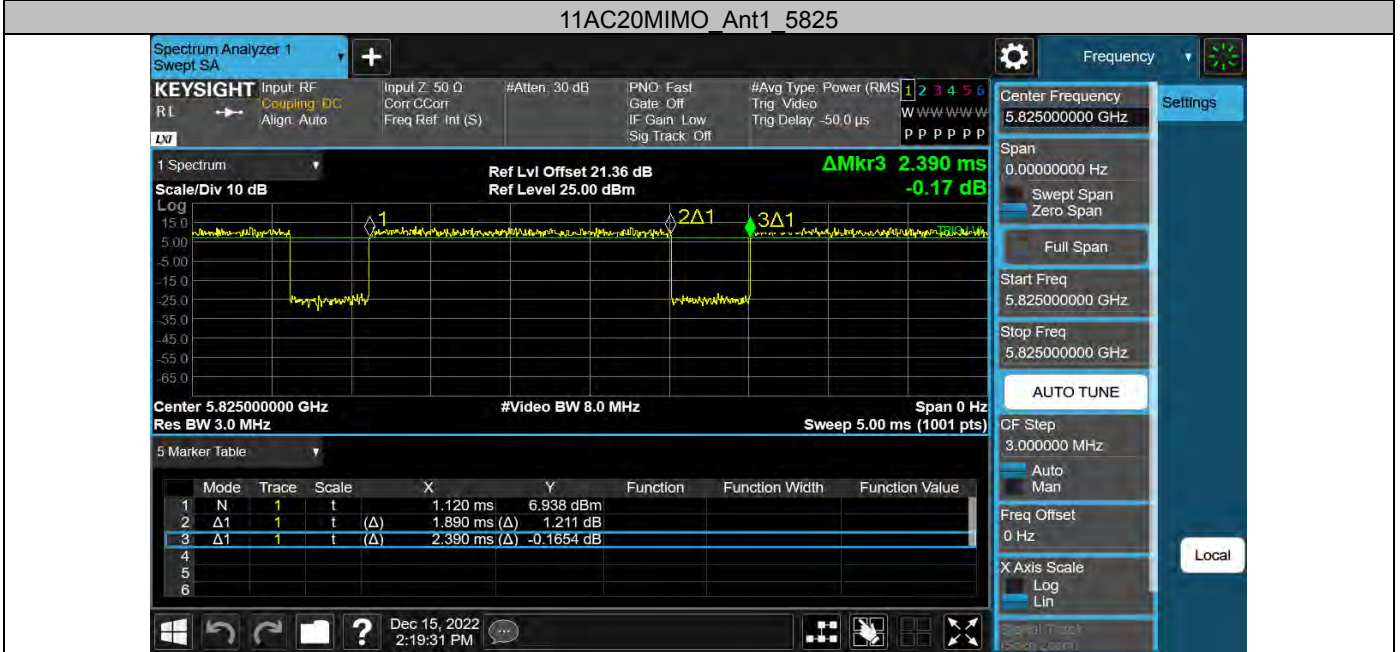 11AC20MIMO_Ant1_5825
Spectrum Analyzer 1
Swept SA
+
Frequency
KEYSIGHT
RL
LXI
Input: RF
Coupling: DC
Align: Auto
Input Z: 50 Ω
Corr CCorr
Freq Ref: Int (S)
#Atten: 30 dB
PNO: Fast
Gate: Off
IF Gain: Low
Sig Track: Off
#Avg Type: Power (RMS
Trig: Video
Trig Delay: -50.0 µs
1 2 3 4 5 6
W W W W W W
P P P P P P
1 Spectrum
Scale/Div 10 dB
Ref Lvl Offset 21.36 dB
Ref Level 25.00 dBm
ΔMkr3 2.390 ms
-0.17 dB
Log
15.0
5.00
-5.00
-15.0
-25.0
-35.0
-45.0
-55.0
-65.0
1
2Δ1
3Δ1
Center 5.825000000 GHz
Res BW 3.0 MHz
#Video BW 8.0 MHz
Span 0 Hz
Sweep 5.00 ms (1001 pts)
5 Marker Table
Mode Trace Scale X Y Function Function Width Function Value
1 N 1 t 1.120 ms 6.938 dBm
2 Δ1 1 t (Δ) 1.890 ms (Δ) 1.211 dB
3 Δ1 1 t (Δ) 2.390 ms (Δ) -0.1654 dB
4
5
6
Dec 15, 2022
2:19:31 PM
?
Center Frequency
5.825000000 GHz
Span
0.00000000 Hz
Swept Span
Zero Span
Full Span
Start Freq
5.825000000 GHz
Stop Freq
5.825000000 GHz
AUTO TUNE
CF Step
3.000000 MHz
Auto
Man
Freq Offset
0 Hz
X Axis Scale
Log
Lin
Signal Track
(Span Zoom)
Settings
Local